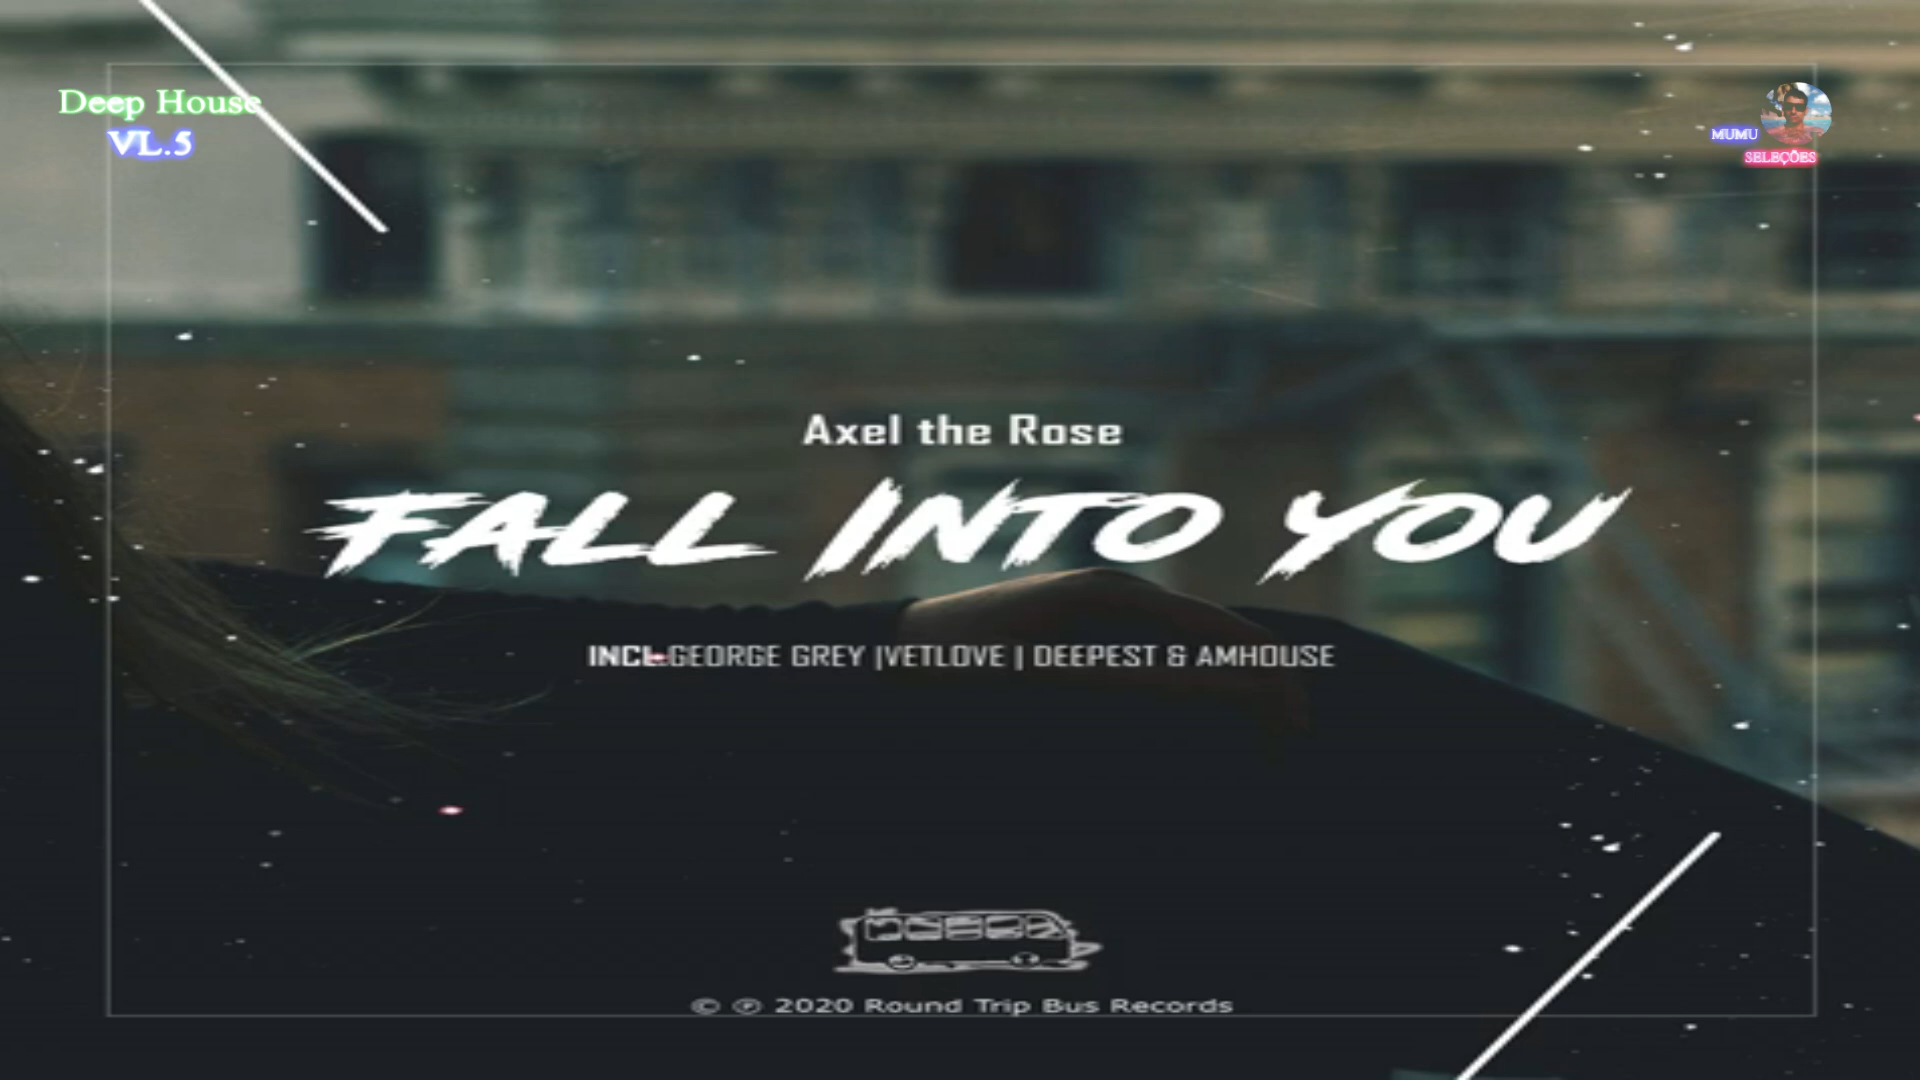 Deep House
VL.5
MUMU
SELEÇÕES
Axel the Rose
FALL INTO YOU
INCL:GEORGE GREY |VETLOVE | DEEPEST & AMHOUSE
© ℗ 2020 Round Trip Bus Records